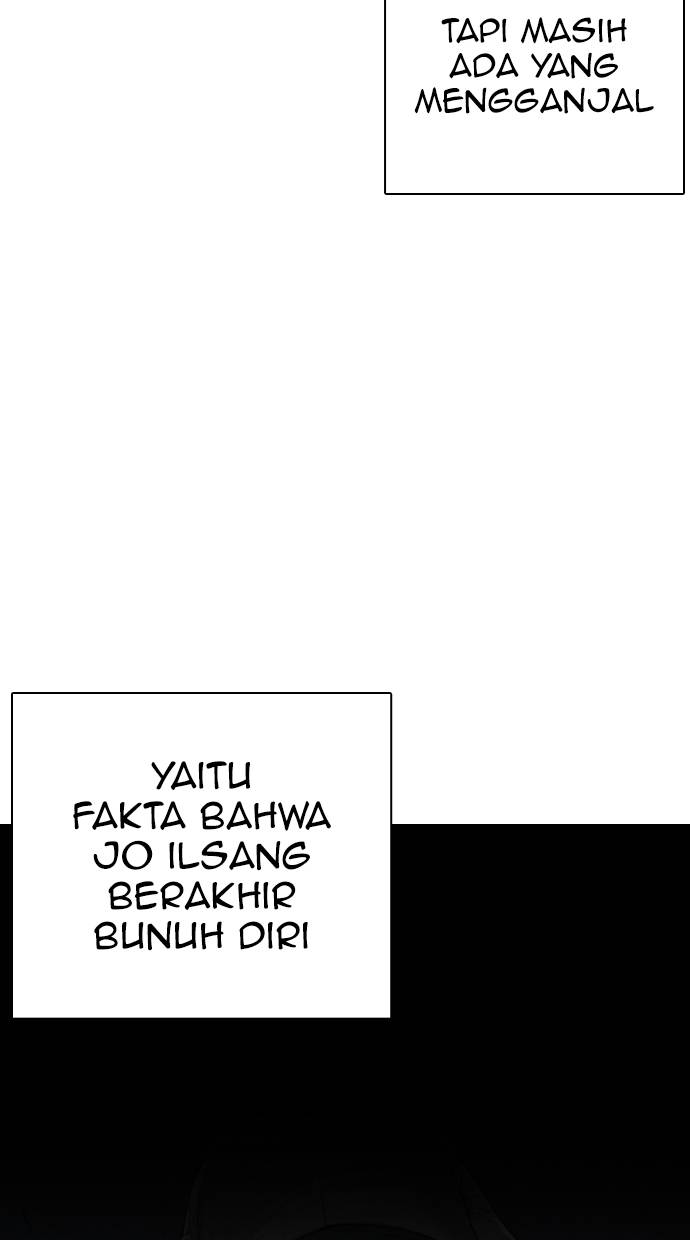 TAPI MASIH
ADA YANG
MENGGANJAL
YAITU
FAKTA BAHWA
JO ILSANG
BERAKHIR
BUNUH DIRI